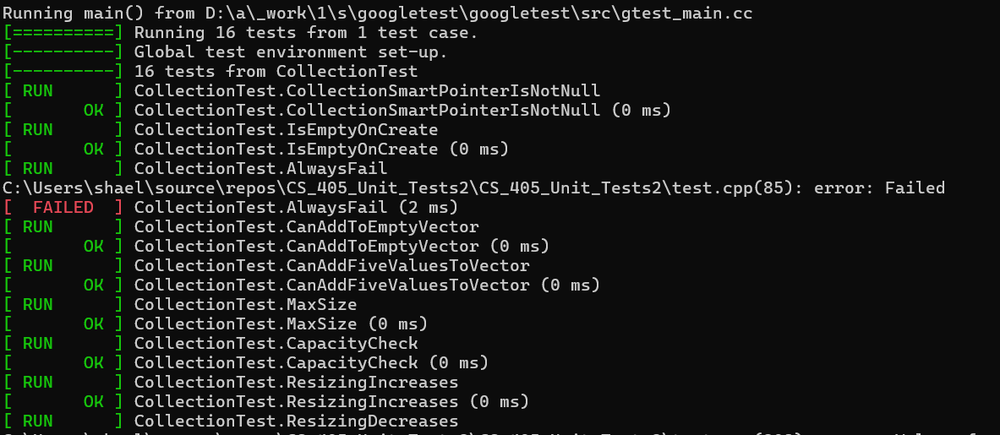 Running main() from D:\a\_work\1\s\googletest\googletest\src\gtest_main.cc
[==========] Running 16 tests from 1 test case.
[----------] Global test environment set-up.
[----------] 16 tests from CollectionTest
[ RUN      ] CollectionTest.CollectionSmartPointerIsNotNull
[       OK ] CollectionTest.CollectionSmartPointerIsNotNull (0 ms)
[ RUN      ] CollectionTest.IsEmptyOnCreate
[       OK ] CollectionTest.IsEmptyOnCreate (0 ms)
[ RUN      ] CollectionTest.AlwaysFail
C:\Users\shael\source\repos\CS_405_Unit_Tests2\CS_405_Unit_Tests2\test.cpp(85): error: Failed
[  FAILED  ] CollectionTest.AlwaysFail (2 ms)
[ RUN      ] CollectionTest.CanAddToEmptyVector
[       OK ] CollectionTest.CanAddToEmptyVector (0 ms)
[ RUN      ] CollectionTest.CanAddFiveValuesToVector
[       OK ] CollectionTest.CanAddFiveValuesToVector (0 ms)
[ RUN      ] CollectionTest.MaxSize
[       OK ] CollectionTest.MaxSize (0 ms)
[ RUN      ] CollectionTest.CapacityCheck
[       OK ] CollectionTest.CapacityCheck (0 ms)
[ RUN      ] CollectionTest.ResizingIncreases
[       OK ] CollectionTest.ResizingIncreases (0 ms)
[ RUN      ] CollectionTest.ResizingDecreases